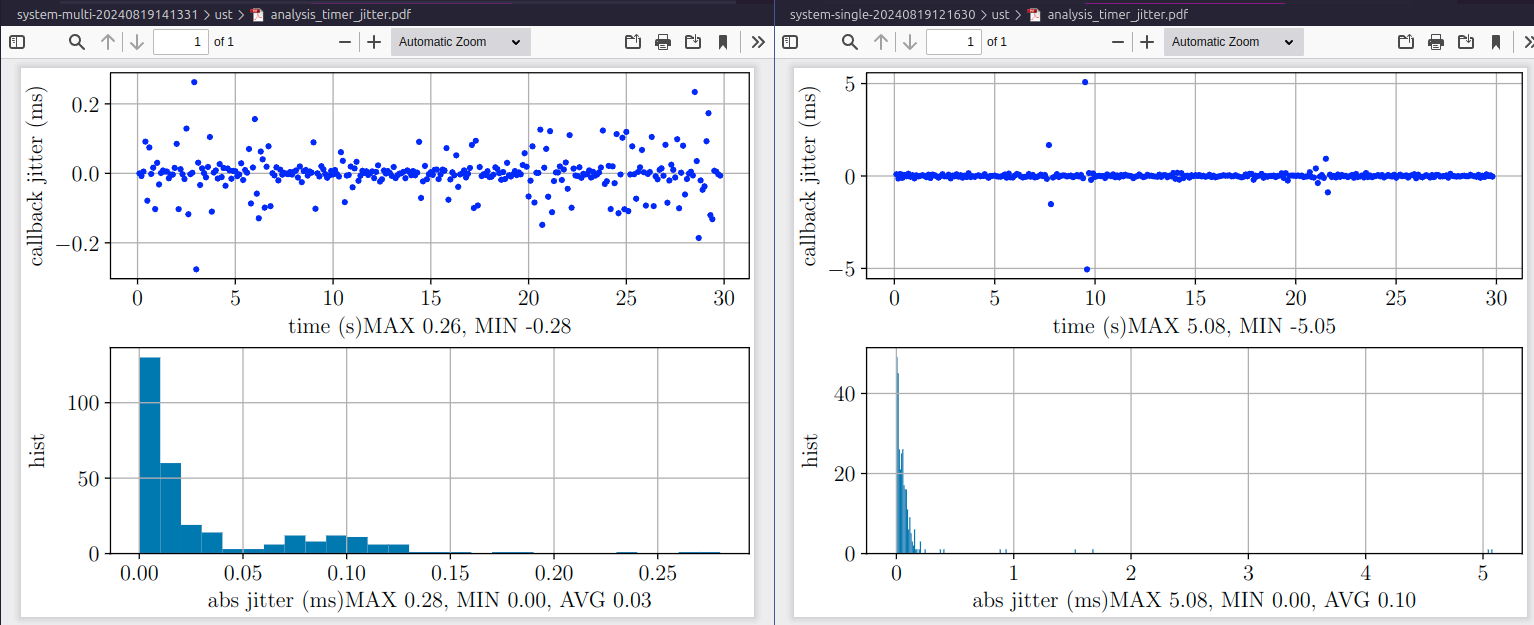 system-multi-20240819141331 > ust > analysis_timer_jitter.pdf
1 of 1
Automatic Zoom
callback jitter (ms)
0.2
0.0
−0.2
0 5 10 15 20 25 30
time (s)MAX 0.26, MIN -0.28
hist
100
50
0
0.00 0.05 0.10 0.15 0.20 0.25
abs jitter (ms)MAX 0.28, MIN 0.00, AVG 0.03
system-single-20240819121630 > ust > analysis_timer_jitter.pdf
1 of 1
Automatic Zoom
callback jitter (ms)
5
0
−5
0 5 10 15 20 25 30
time (s)MAX 5.08, MIN -5.05
hist
40
20
0
0 1 2 3 4 5
abs jitter (ms)MAX 5.08, MIN 0.00, AVG 0.10